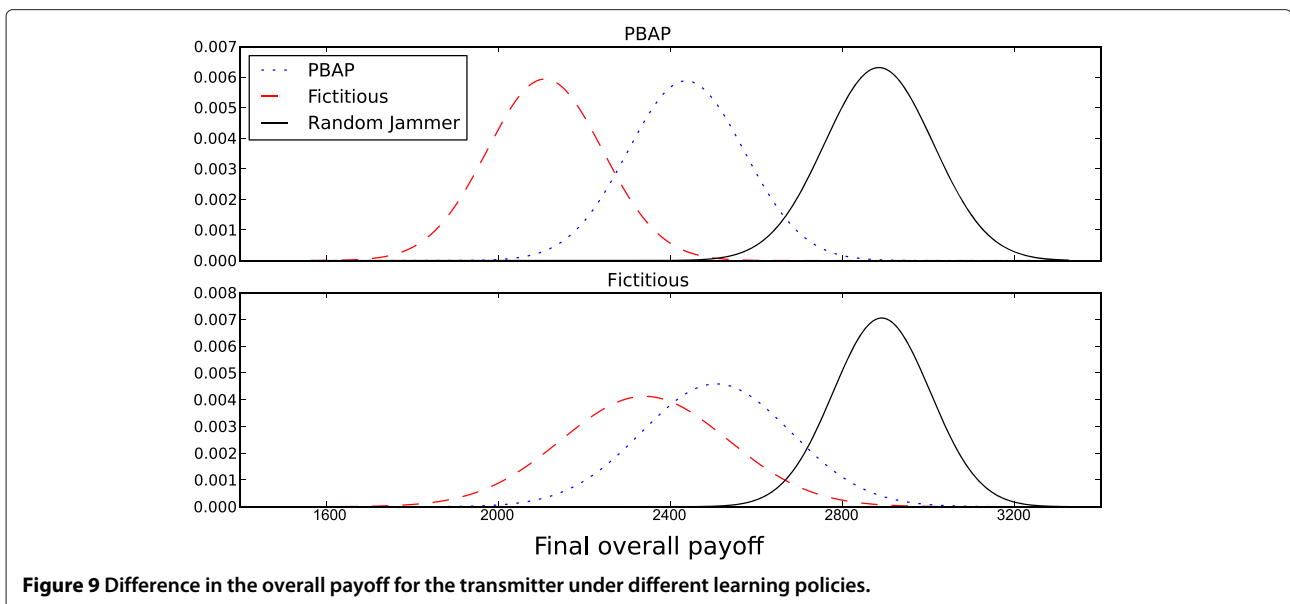 PBAP
0.007
0.006
0.005
0.004
0.003
0.002
0.001
0.000
PBAP
Fictitious
Random Jammer
Fictitious
0.008
0.007
0.006
0.005
0.004
0.003
0.002
0.001
0.000
1600 2000 2400 2800 3200
Final overall payoff
Figure 9 Difference in the overall payoff for the transmitter under different learning policies.